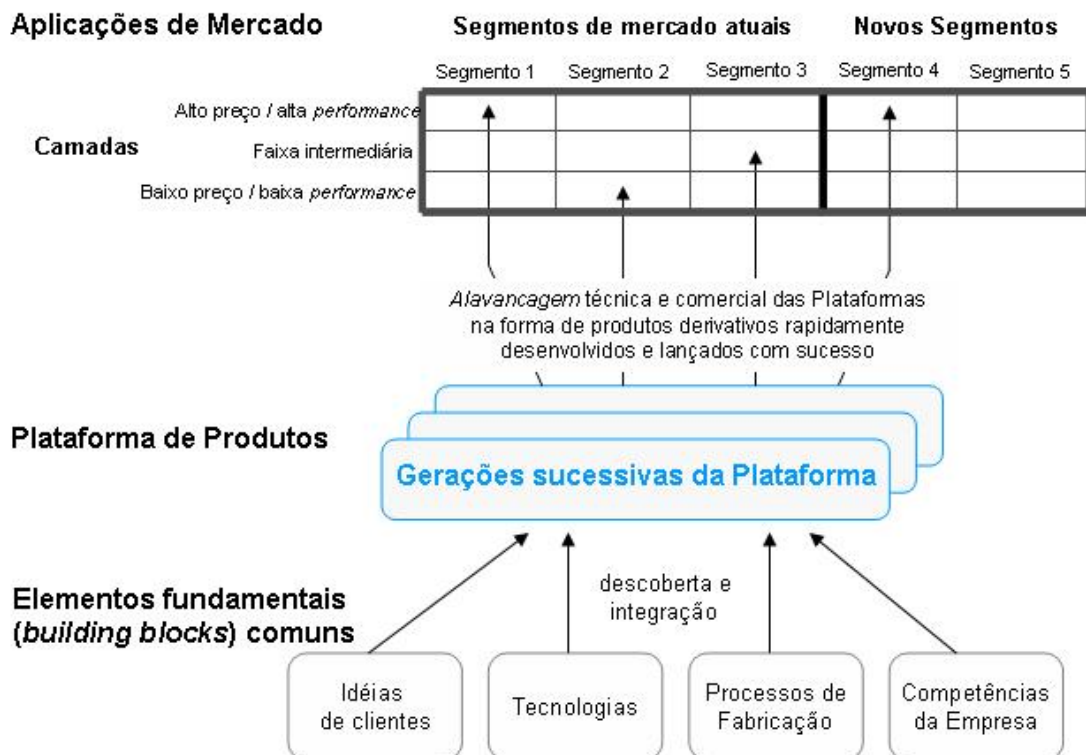 Aplicações de Mercado
Segmentos de mercado atuais
Novos Segmentos
Segmento 1
Segmento 2
Segmento 3
Segmento 4
Segmento 5
Camadas
Alto preço / alta performance
Faixa intermediária
Baixo preço / baixa performance
Alavancagem técnica e comercial das Plataformas
na forma de produtos derivativos rapidamente
desenvolvidos e lançados com sucesso
Plataforma de Produtos
Gerações sucessivas da Plataforma
Elementos fundamentais
(building blocks) comuns
descoberta e
integração
Idéias
de clientes
Tecnologias
Processos de
Fabricação
Competências
da Empresa